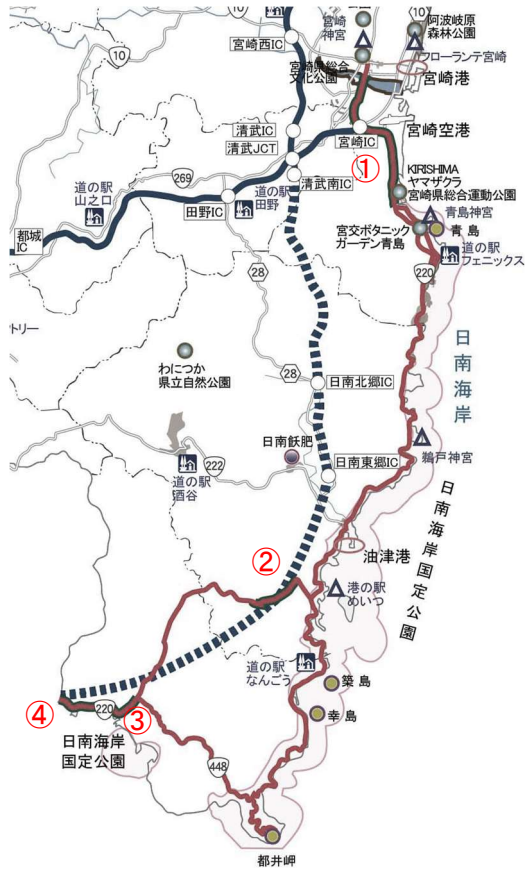 10
公園
宮崎
神宮
阿波岐原
森林公園
10
宮崎西IC
フローランテ宮崎
宮崎県総合
文化公園
宮崎港
清武IC
清武JCT
宮崎IC
宮崎空港
①
清武南IC
269
道の駅
山之口
田野IC
道の駅
田野
KIRISHIMA
ヤマザクラ
宮崎県総合運動公園
青島神宮
宮交ボタニック
ガーデン青島
青島
道の駅
フェニックス
都城
IC
28
220
トリー
わにつか
県立自然公園
28
日南北郷IC
日南海岸
日南飫肥
鵜戸神宮
222
道の駅
酒谷
日南東郷IC
日南海岸国定公園
油津港
②
港の駅
めいつ
道の駅
なんごう
築島
幸島
④
220
③
日南海岸
国定公園
448
都井岬